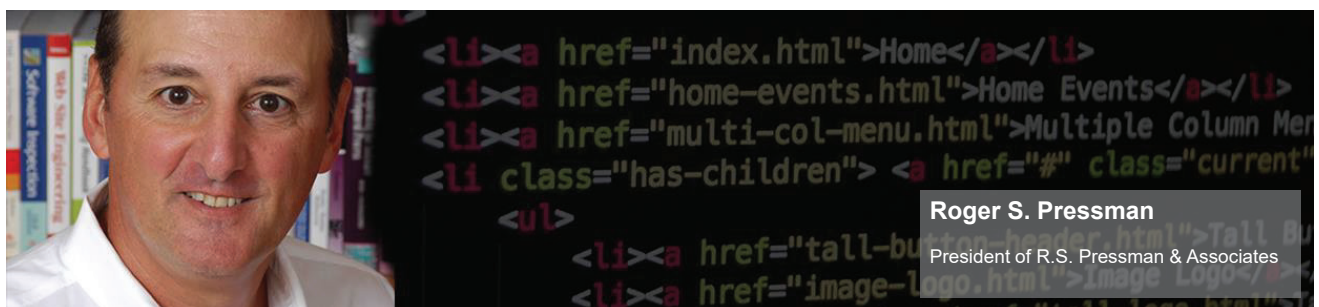 Software Inspection
Web Site Engineering
<li><a href="index.html">Home</a></li>
<li><a href="home-events.html">Home Events</a></li>
<li><a href="multi-col-menu.html">Multiple Column Men
<li class="has-children"> <a href="#" class="current"
<ul>
<li><a href="tall-button-header.html">Tall Bu
<li><a href="image-logo.html">Image Logo</a></
Roger S. Pressman
President of R.S. Pressman & Associates